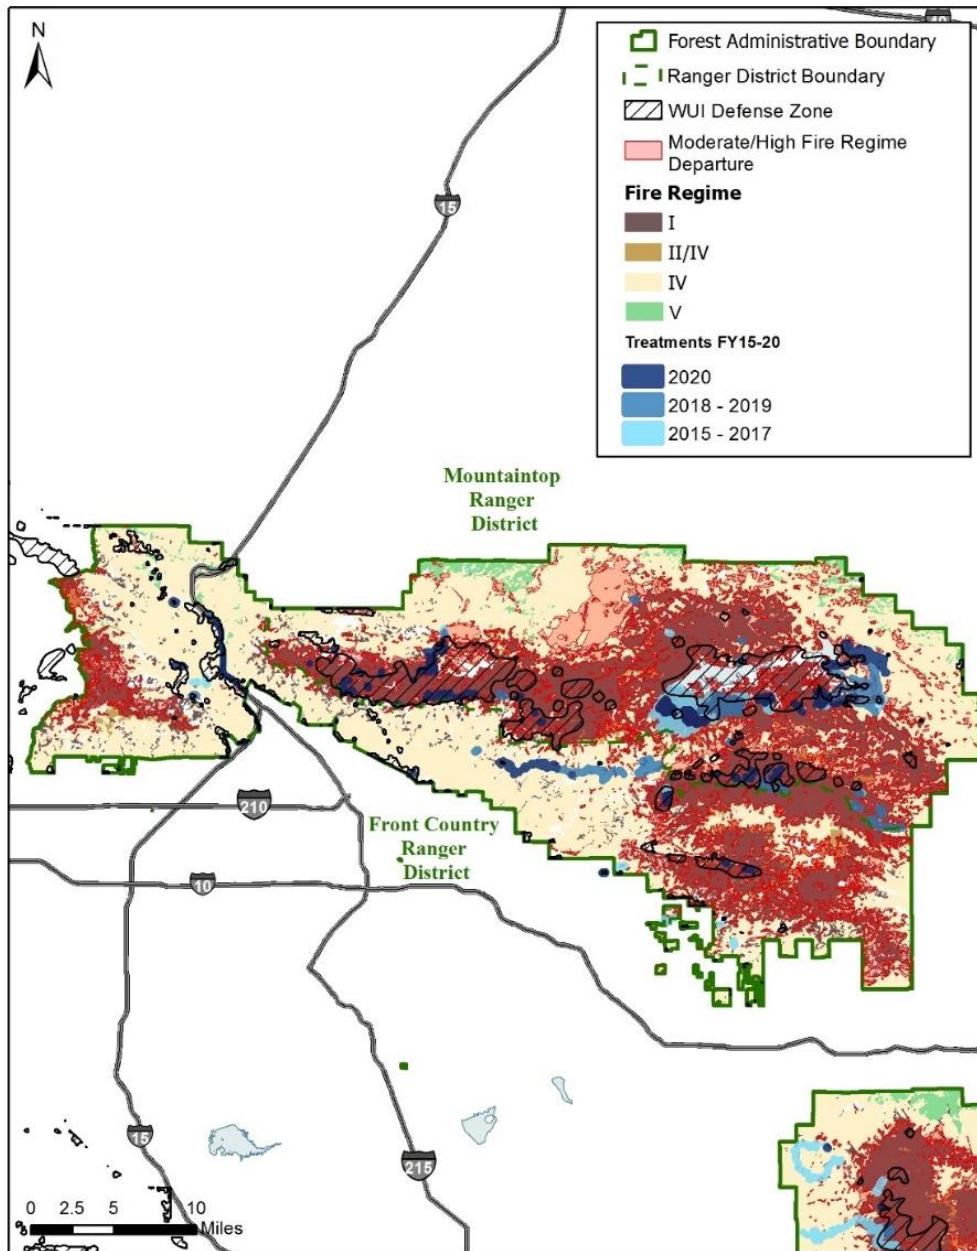 N
Forest Administrative Boundary
Ranger District Boundary
WUI Defense Zone
Moderate/High Fire Regime
Departure
Fire Regime
I
II/IV
IV
V
Treatments FY15-20
2020
2018 - 2019
2015 - 2017
15
Mountaintop
Ranger
District
210
Front Country
Ranger
District
10
15
215
0 2.5 5 10
Miles